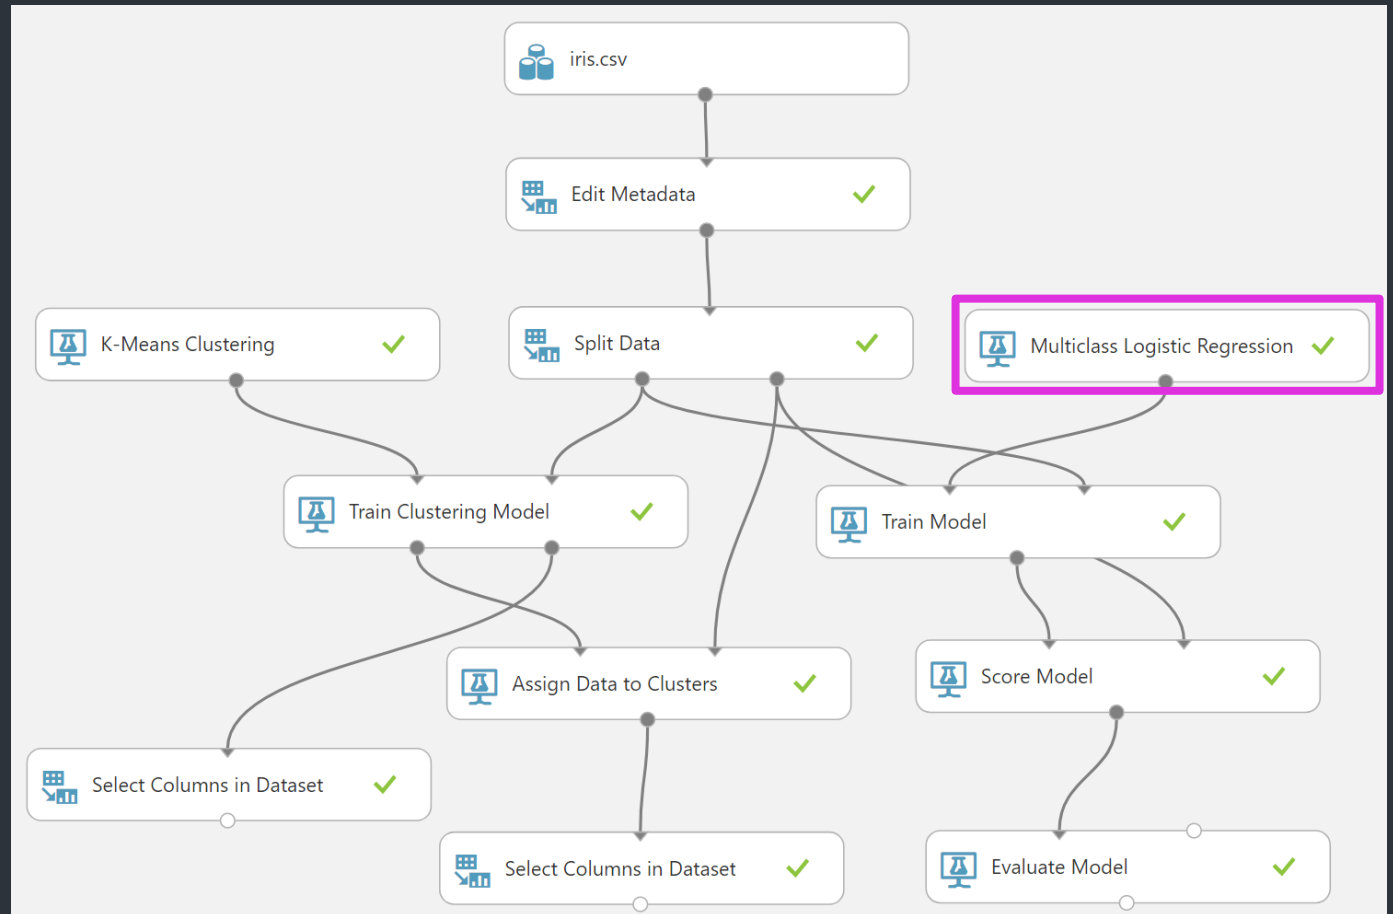 iris.csv
Edit Metadata
K-Means Clustering
Split Data
Multiclass Logistic Regression
Train Clustering Model
Train Model
Assign Data to Clusters
Score Model
Select Columns in Dataset
Select Columns in Dataset
Evaluate Model